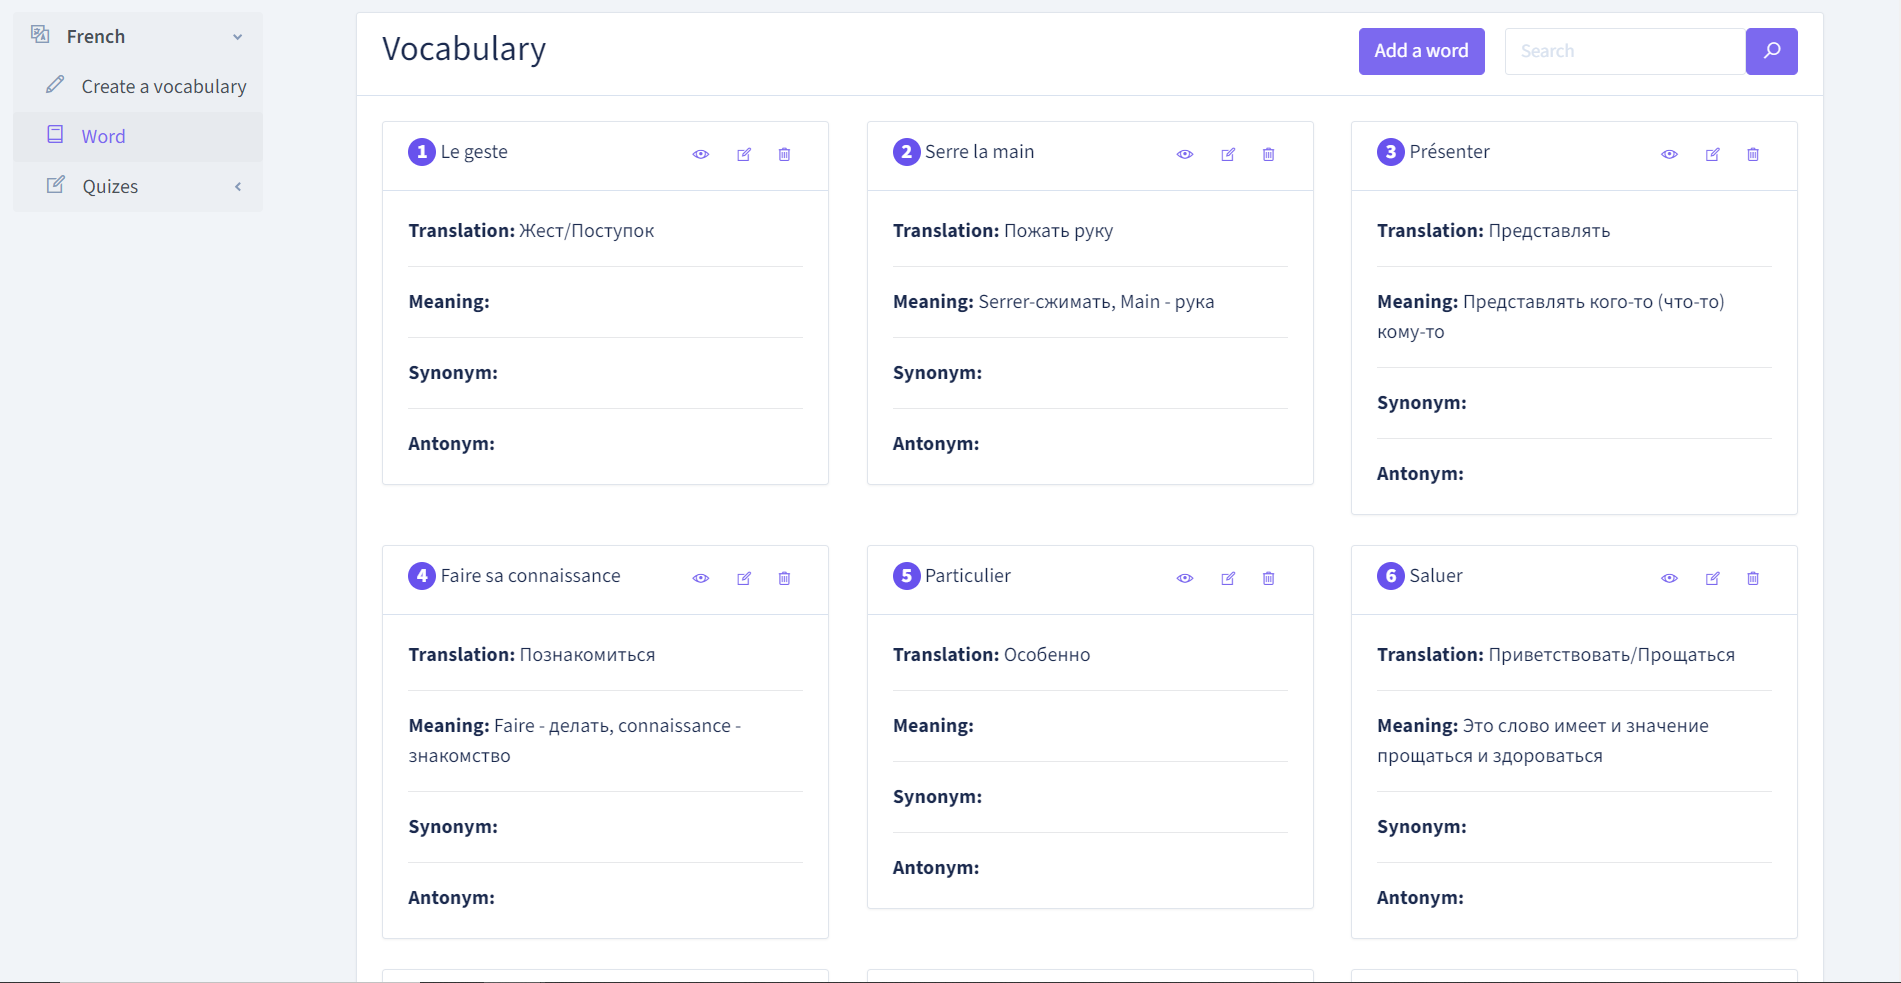 French
Create a vocabulary
Word
Quizes
Vocabulary
Add a word
Search
1 Le geste
Translation: Жест/Поступок
Meaning:
Synonym:
Antonym:
2 Serre la main
Translation: Пожать руку
Meaning: Serrer-сжимать, Main - рука
Synonym:
Antonym:
3 Présenter
Translation: Представлять
Meaning: Представлять кого-то (что-то)
кому-то
Synonym:
Antonym:
4 Faire sa connaissance
Translation: Познакомиться
Meaning: Faire - делать, connaissance -
знакомство
Synonym:
Antonym:
5 Particulier
Translation: Особенно
Meaning:
Synonym:
Antonym:
6 Saluer
Translation: Приветствовать/Прощаться
Meaning: Это слово имеет и значение
прощаться и здороваться
Synonym:
Antonym: